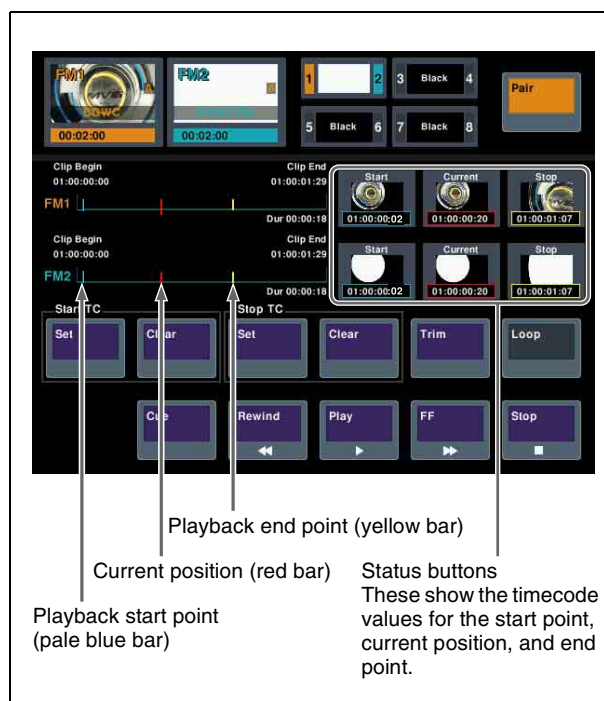 FM1
A
00:02:00
FM2
00:02:00
1 2
3 Black 4
5 Black 6
7 Black 8
Pair
Clip Begin
01:00:00:00
Clip End
01:00:01:29
FM1
Dur 00:00:18
Clip Begin
01:00:00:00
Clip End
01:00:01:29
FM2
Dur 00:00:18
Start
01:00:00:02
Current
01:00:00:20
Stop
01:00:01:07
Start
01:00:00:02
Current
01:00:00:20
Stop
01:00:01:07
Start TC
Stop TC
Set
Clear
Set
Clear
Trim
Loop
Cue
Rewind
Play
FF
Stop
Playback end point (yellow bar)
Current position (red bar)
Playback start point
(pale blue bar)
Status buttons
These show the timecode
values for the start point,
current position, and end
point.